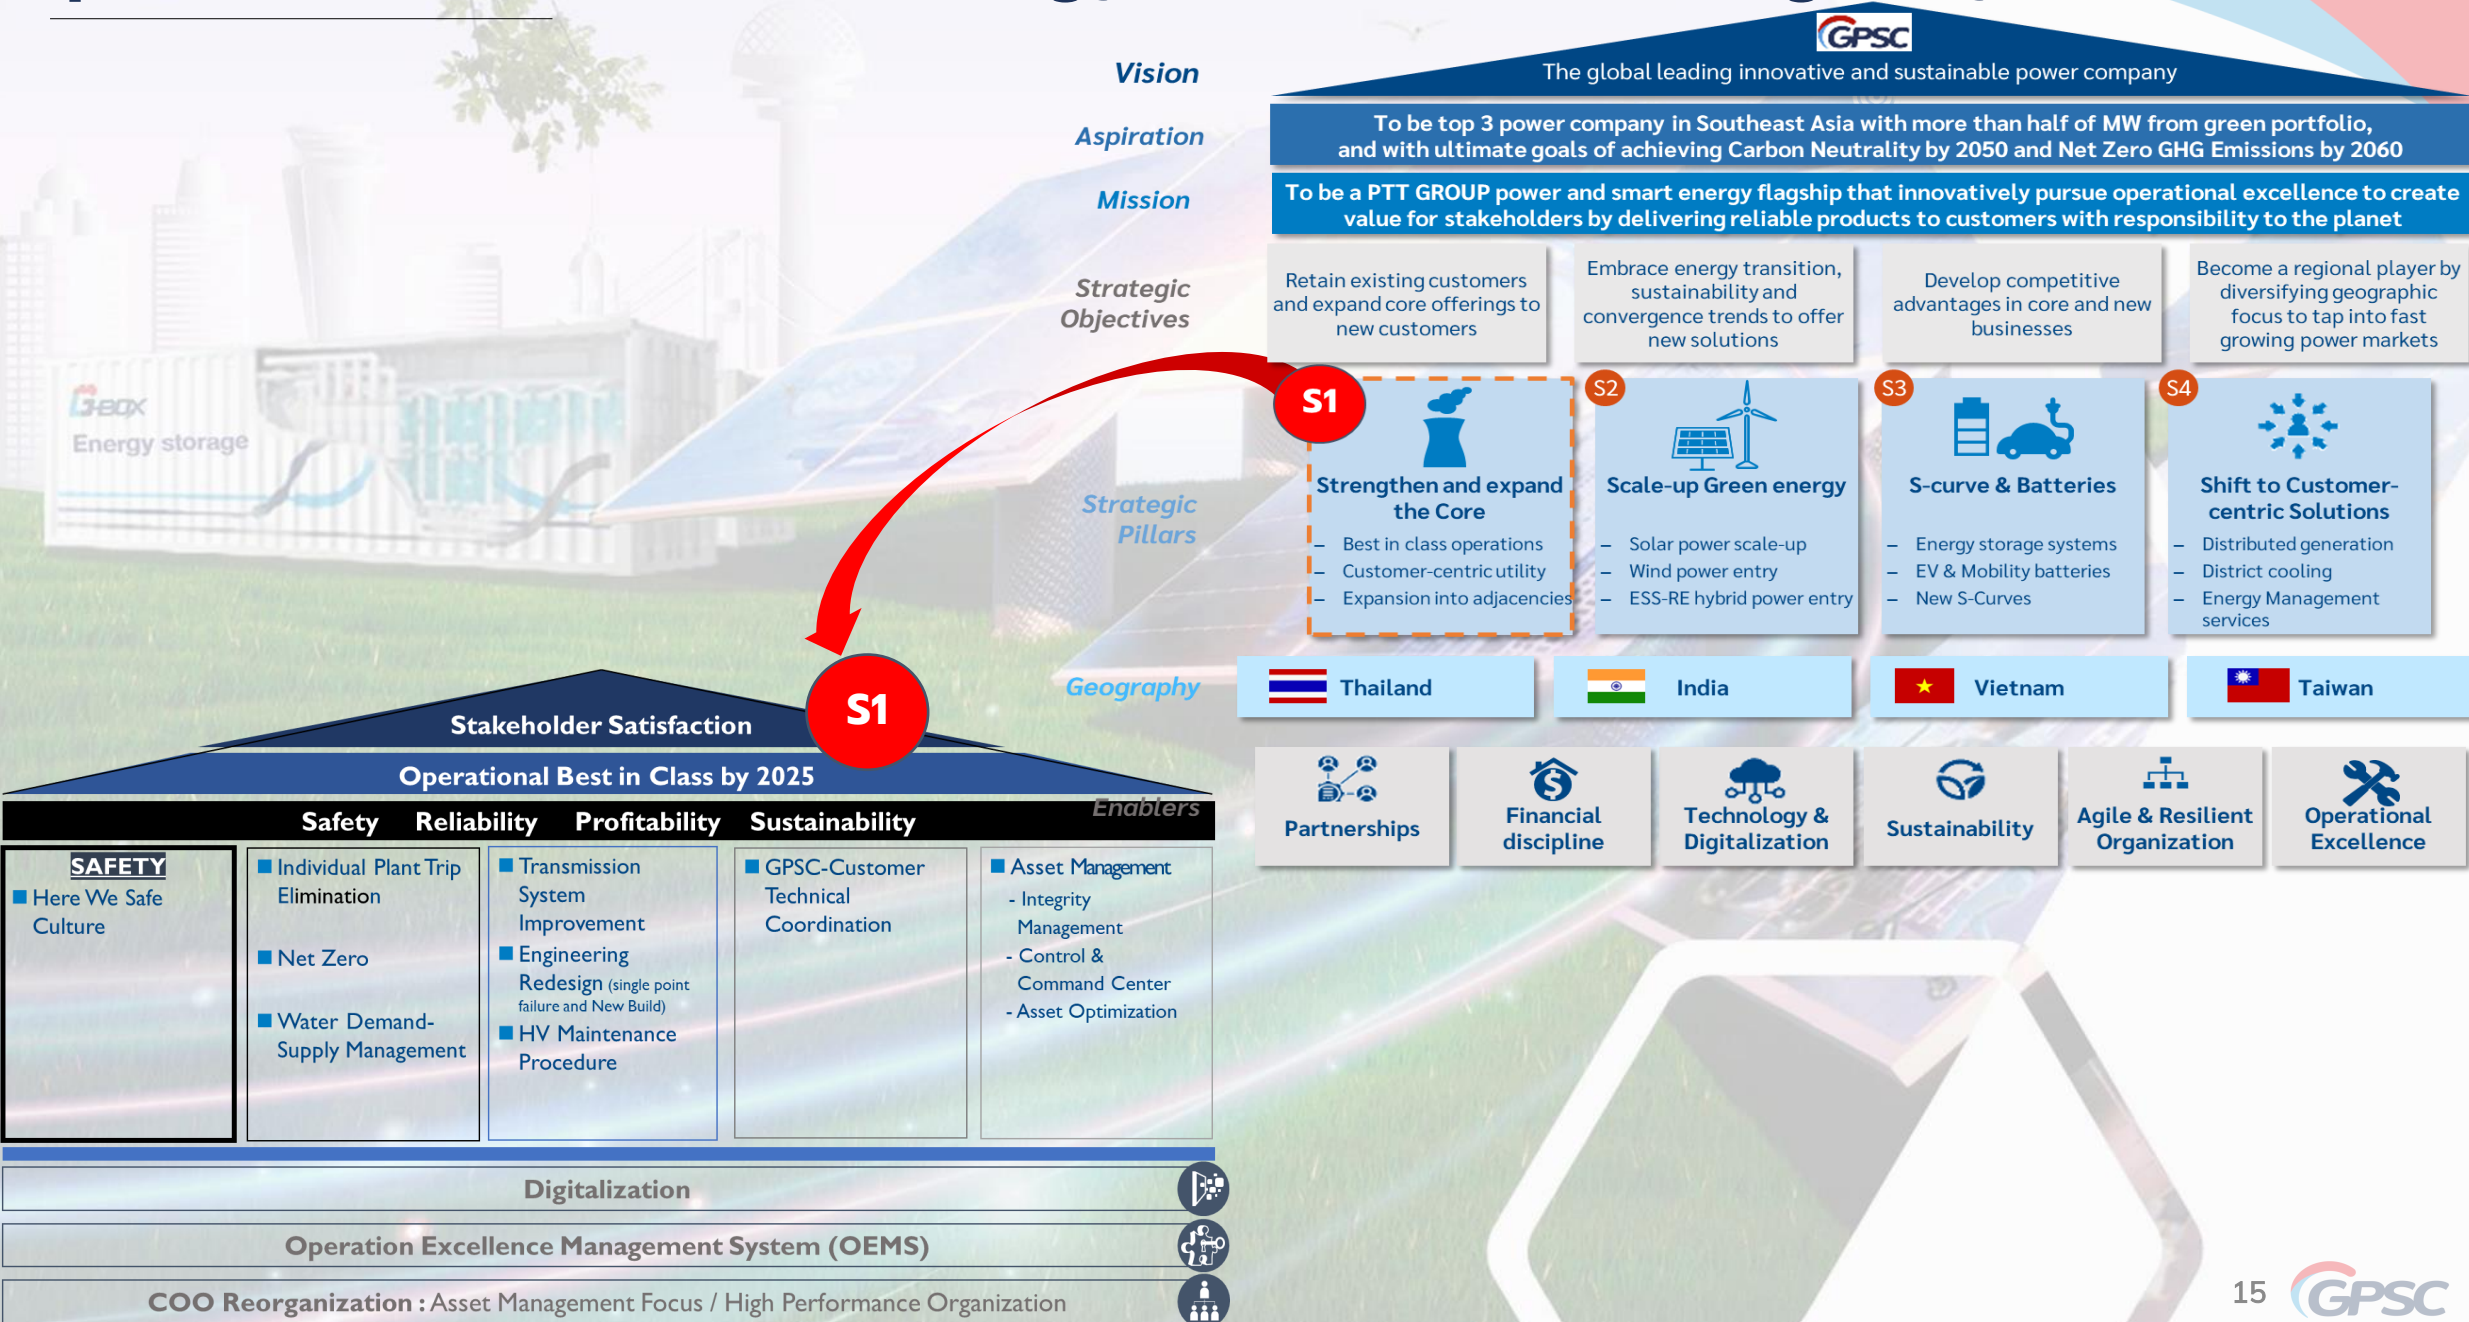 GPSC
Vision
The global leading innovative and sustainable power company
Aspiration
To be top 3 power company in Southeast Asia with more than half of MW from green portfolio,
and with ultimate goals of achieving Carbon Neutrality by 2050 and Net Zero GHG Emissions by 2060
Mission
To be a PTT GROUP power and smart energy flagship that innovatively pursue operational excellence to create
value for stakeholders by delivering reliable products to customers with responsibility to the planet
Strategic
Objectives
Retain existing customers
and expand core offerings to
new customers
Embrace energy transition,
sustainability and
convergence trends to offer
new solutions
Develop competitive
advantages in core and new
businesses
Become a regional player by
diversifying geographic
focus to tap into fast
growing power markets
Strategic
Pillars
S1
Strengthen and expand
the Core
– Best in class operations
– Customer-centric utility
– Expansion into adjacencies
S2
Scale-up Green energy
– Solar power scale-up
– Wind power entry
– ESS-RE hybrid power entry
S3
S-curve & Batteries
– Energy storage systems
– EV & Mobility batteries
– New S-Curves
S4
Shift to Customer-
centric Solutions
– Distributed generation
– District cooling
– Energy Management
services
Geography
Thailand
India
Vietnam
Taiwan
Enablers
Partnerships
Financial
discipline
Technology &
Digitalization
Sustainability
Agile & Resilient
Organization
Operational
Excellence
G-BOX
Energy storage
S1
Stakeholder Satisfaction
Operational Best in Class by 2025
Safety Reliability Profitability Sustainability
SAFETY
Here We Safe
Culture
Individual Plant Trip
Elimination
Net Zero
Water Demand-
Supply Management
Transmission
System
Improvement
Engineering
Redesign (single point
failure and New Build)
HV Maintenance
Procedure
GPSC-Customer
Technical
Coordination
Asset Management
- Integrity
Management
- Control &
Command Center
- Asset Optimization
Digitalization
Operation Excellence Management System (OEMS)
COO Reorganization : Asset Management Focus / High Performance Organization
15
GPSC